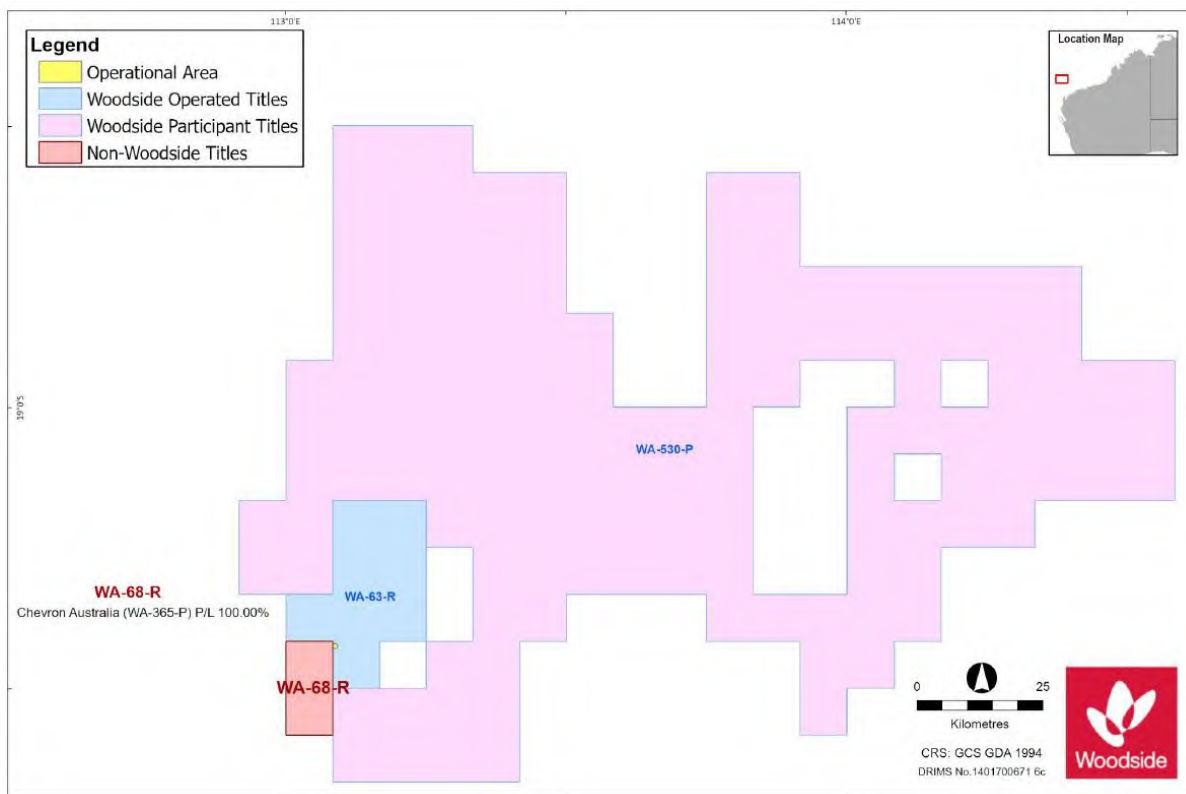 113°0'E
114°0'E
Legend
Operational Area
Woodside Operated Titles
Woodside Participant Titles
Non-Woodside Titles
Location Map
19°0'S
WA-530-P
WA-68-R
Chevron Australia (WA-365-P) P/L 100.00%
WA-63-R
WA-68-R
0 25
Kilometres
CRS: GCS GDA 1994
DRIMS No.1401700671 6c
Woodside